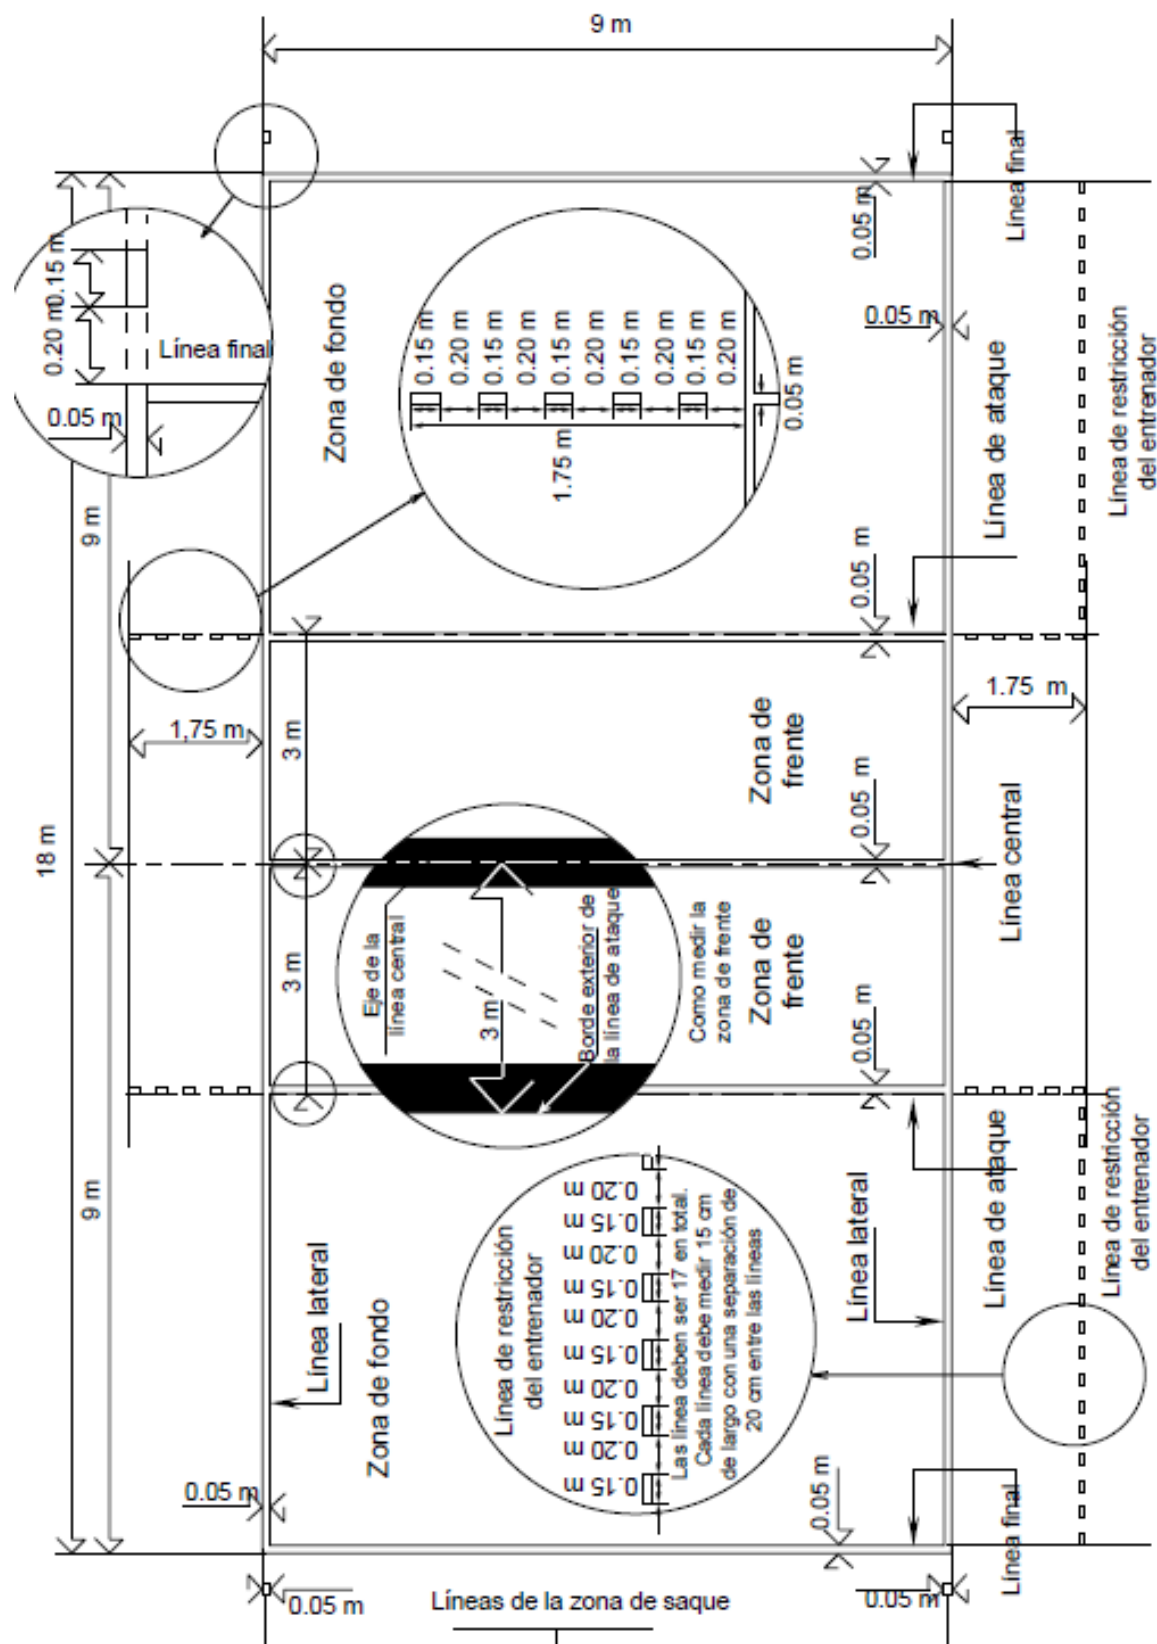 9 m
Línea final
0.05 m
0.15 m
0.20 m
Línea final
0.05 m
Zona de fondo
0.15 m
0.20 m
0.15 m
0.20 m
0.15 m
0.20 m
0.15 m
0.20 m
0.15 m
0.20 m
1.75 m
0.05 m
0.05 m
Línea de ataque
Línea de restricción
del entrenador
9 m
0.05 m
1,75 m
3 m
Zona de
frente
0.05 m
1.75 m
18 m
Línea central
Eje de la
línea central
3 m
Borde exterior de
la línea de ataque
Como medir la
zona de frente
Zona de
frente
3 m
0.05 m
9 m
Línea lateral
Zona de fondo
Línea de restricción
del entrenador
0.20 m
0.15 m
0.20 m
0.15 m
0.20 m
0.15 m
0.20 m
0.15 m
0.20 m
0.15 m
Las línea deben ser 17 en total.
Cada línea debe medir 15 cm
de largo con una separación de
20 cm entre las líneas
Línea lateral
Línea de ataque
Línea de restricción
del entrenador
0.05 m
0.05 m
Línea final
0.05 m
Líneas de la zona de saque
0.05 m